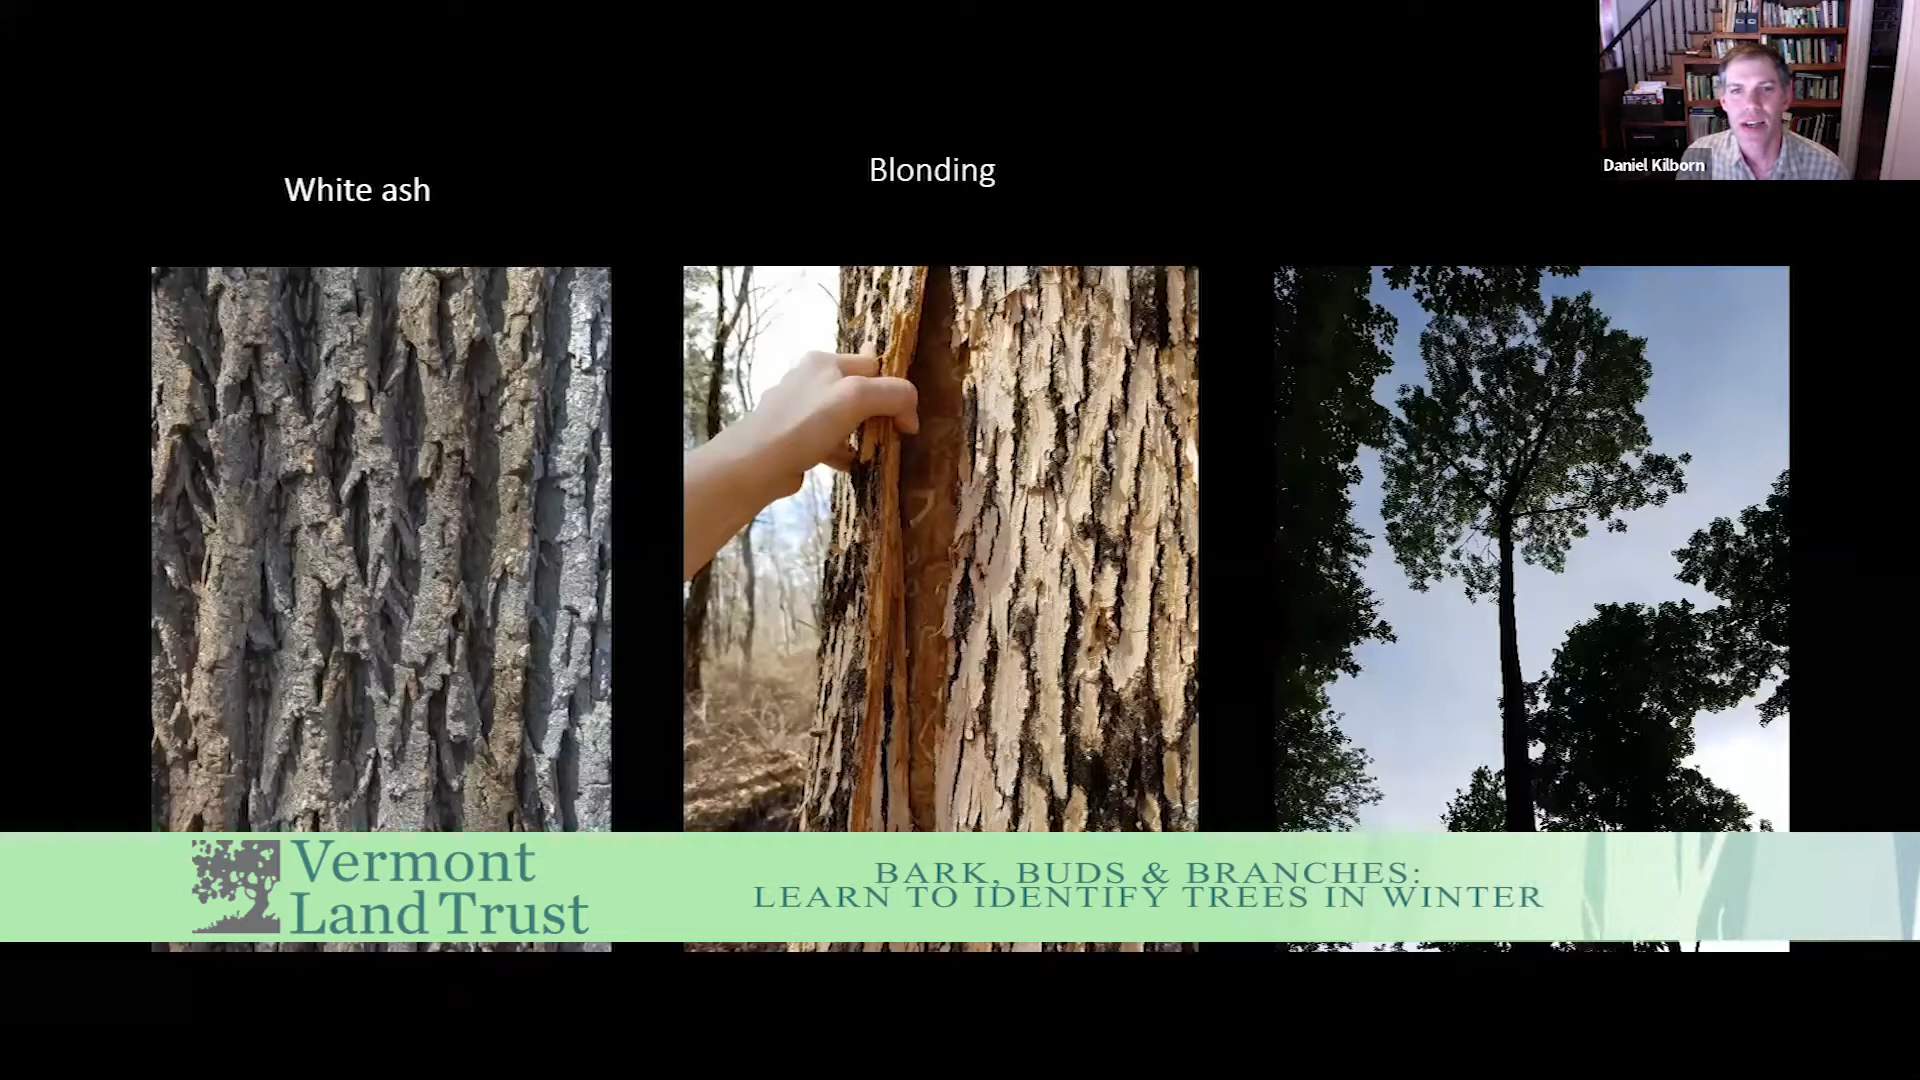 Daniel Kilborn
Blonding
White ash
Vermont
Land Trust
BARK, BUDS & BRANCHES:
LEARN TO IDENTIFY TREES IN WINTER